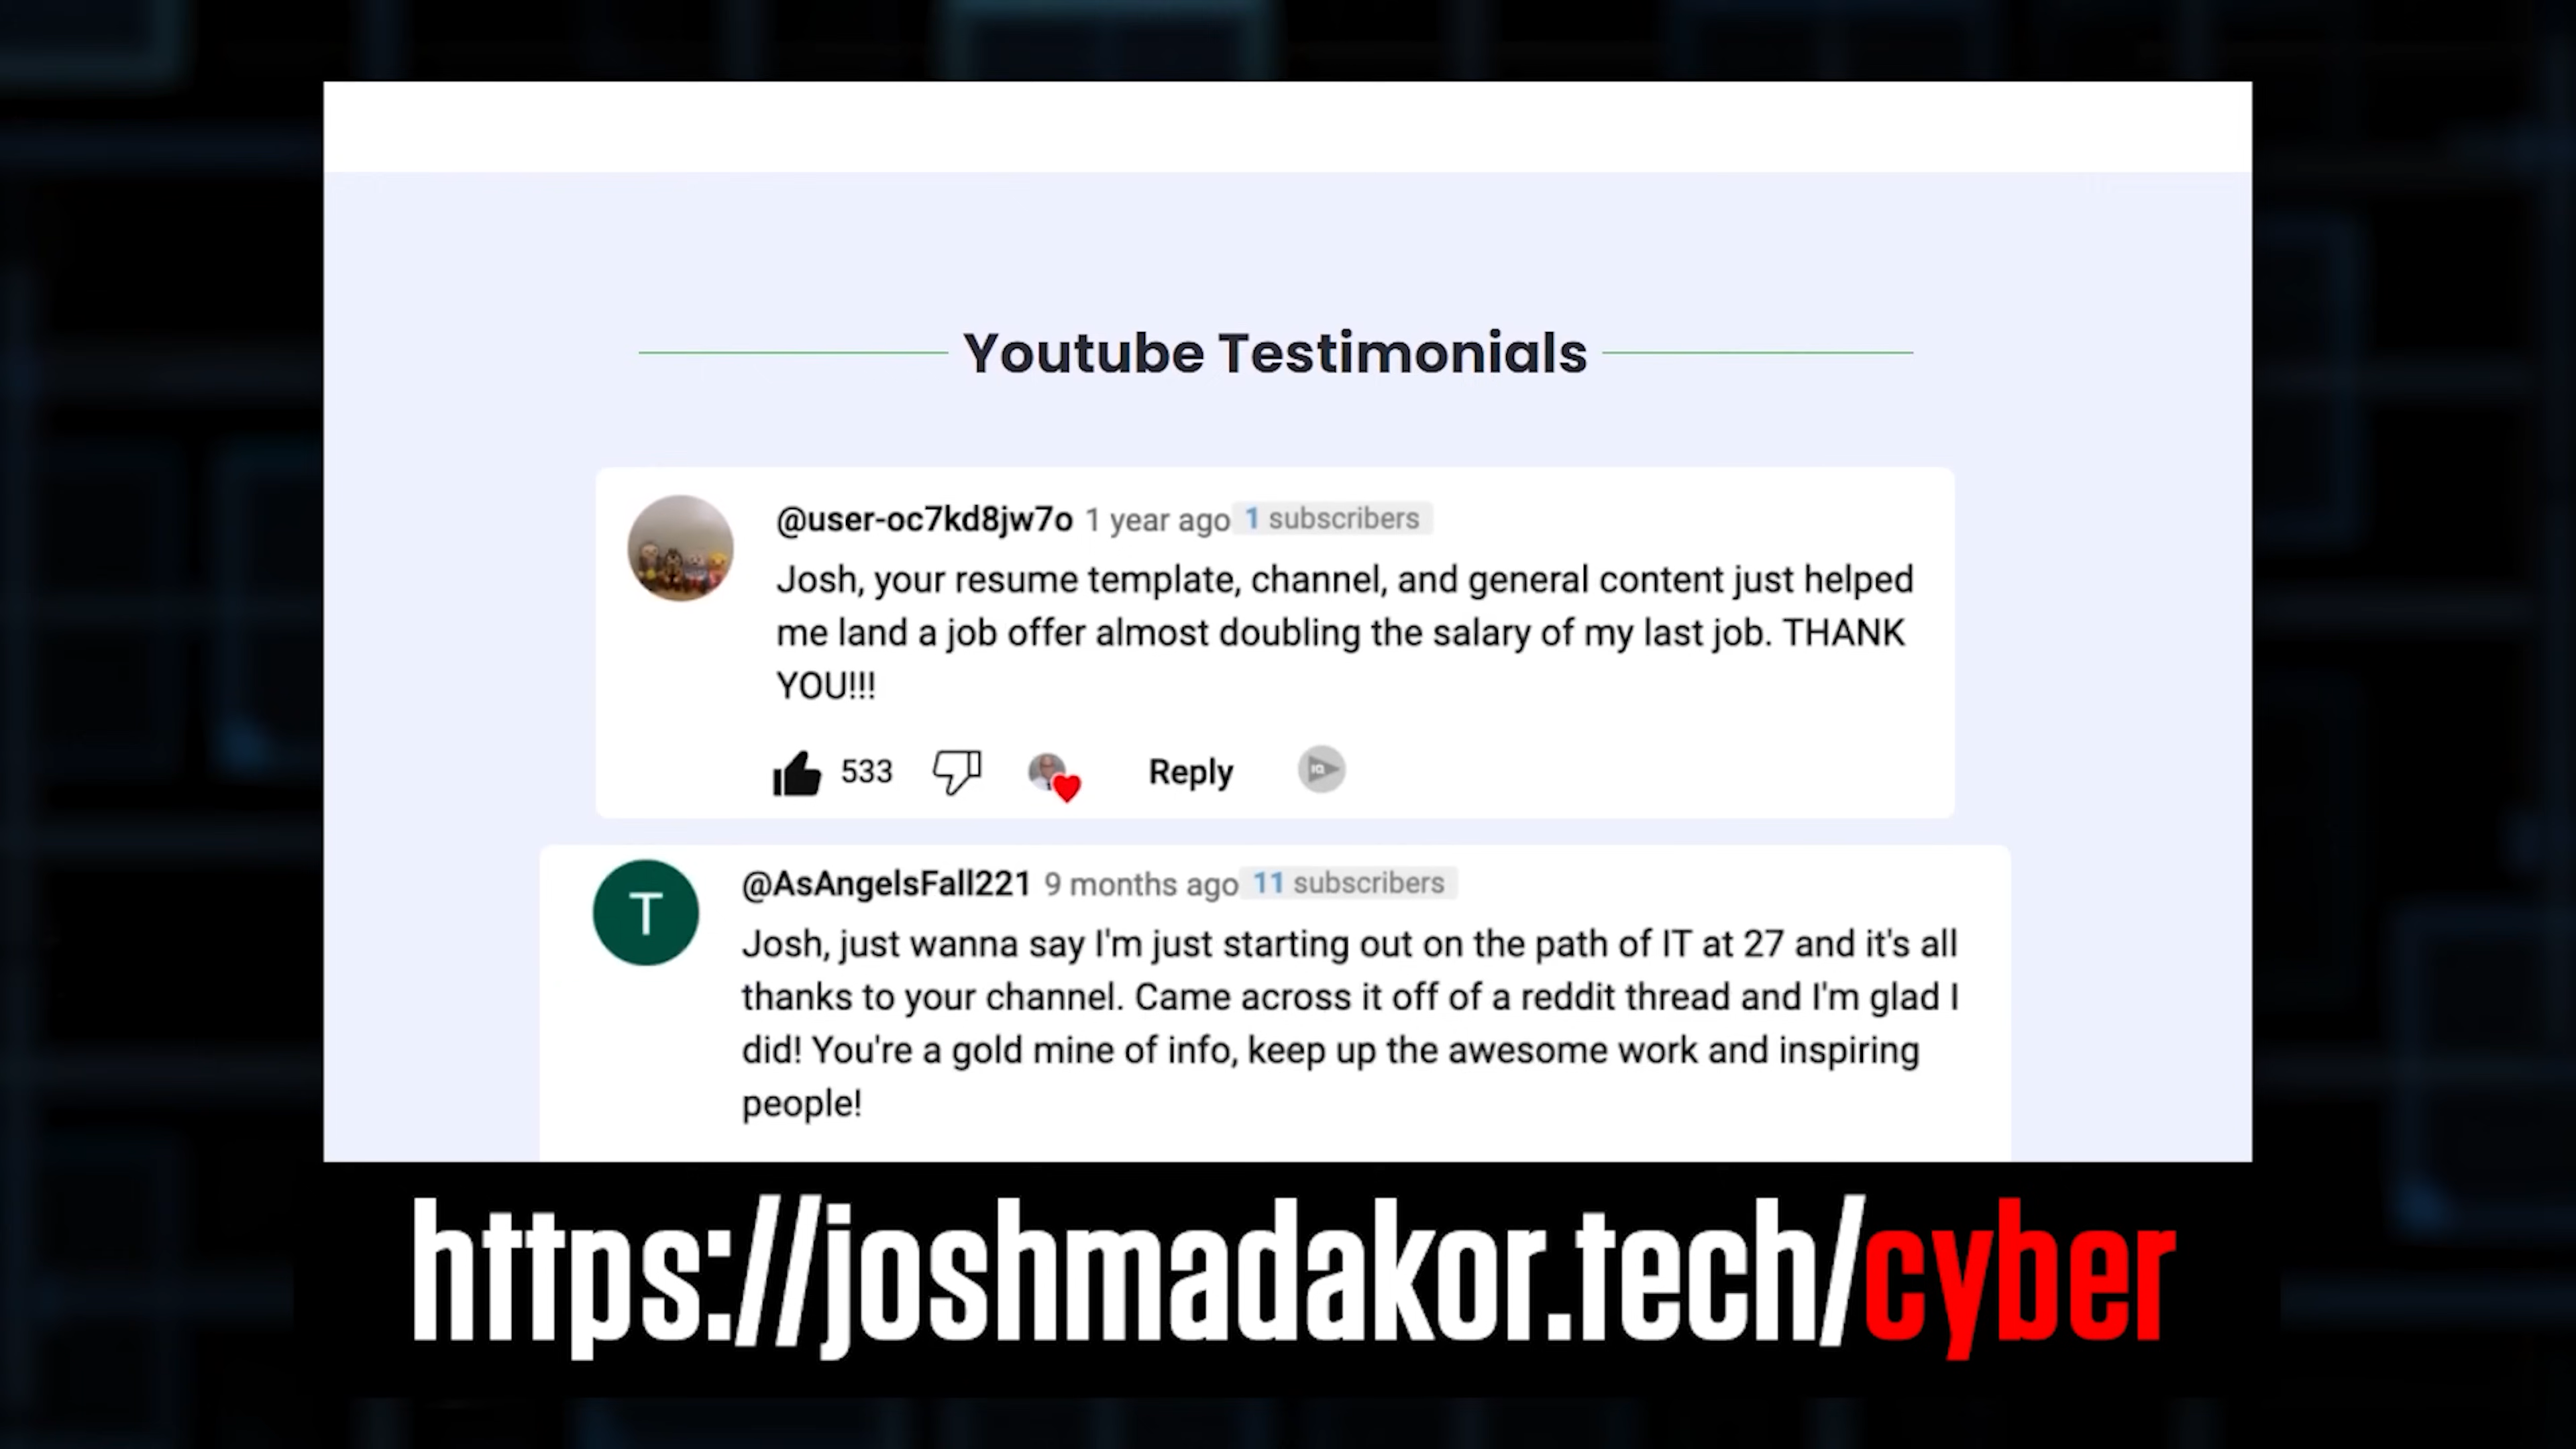 Youtube Testimonials
@user-oc7kd8jw7o 1 year ago 1 subscribers
Josh, your resume template, channel, and general content just helped
me land a job offer almost doubling the salary of my last job. THANK
YOU!!!
533 Reply
T
@AsAngelsFall221 9 months ago 11 subscribers
Josh, just wanna say I'm just starting out on the path of IT at 27 and it's all
thanks to your channel. Came across it off of a reddit thread and I'm glad I
did! You're a gold mine of info, keep up the awesome work and inspiring
people!
https://joshmadakor.tech/cyber